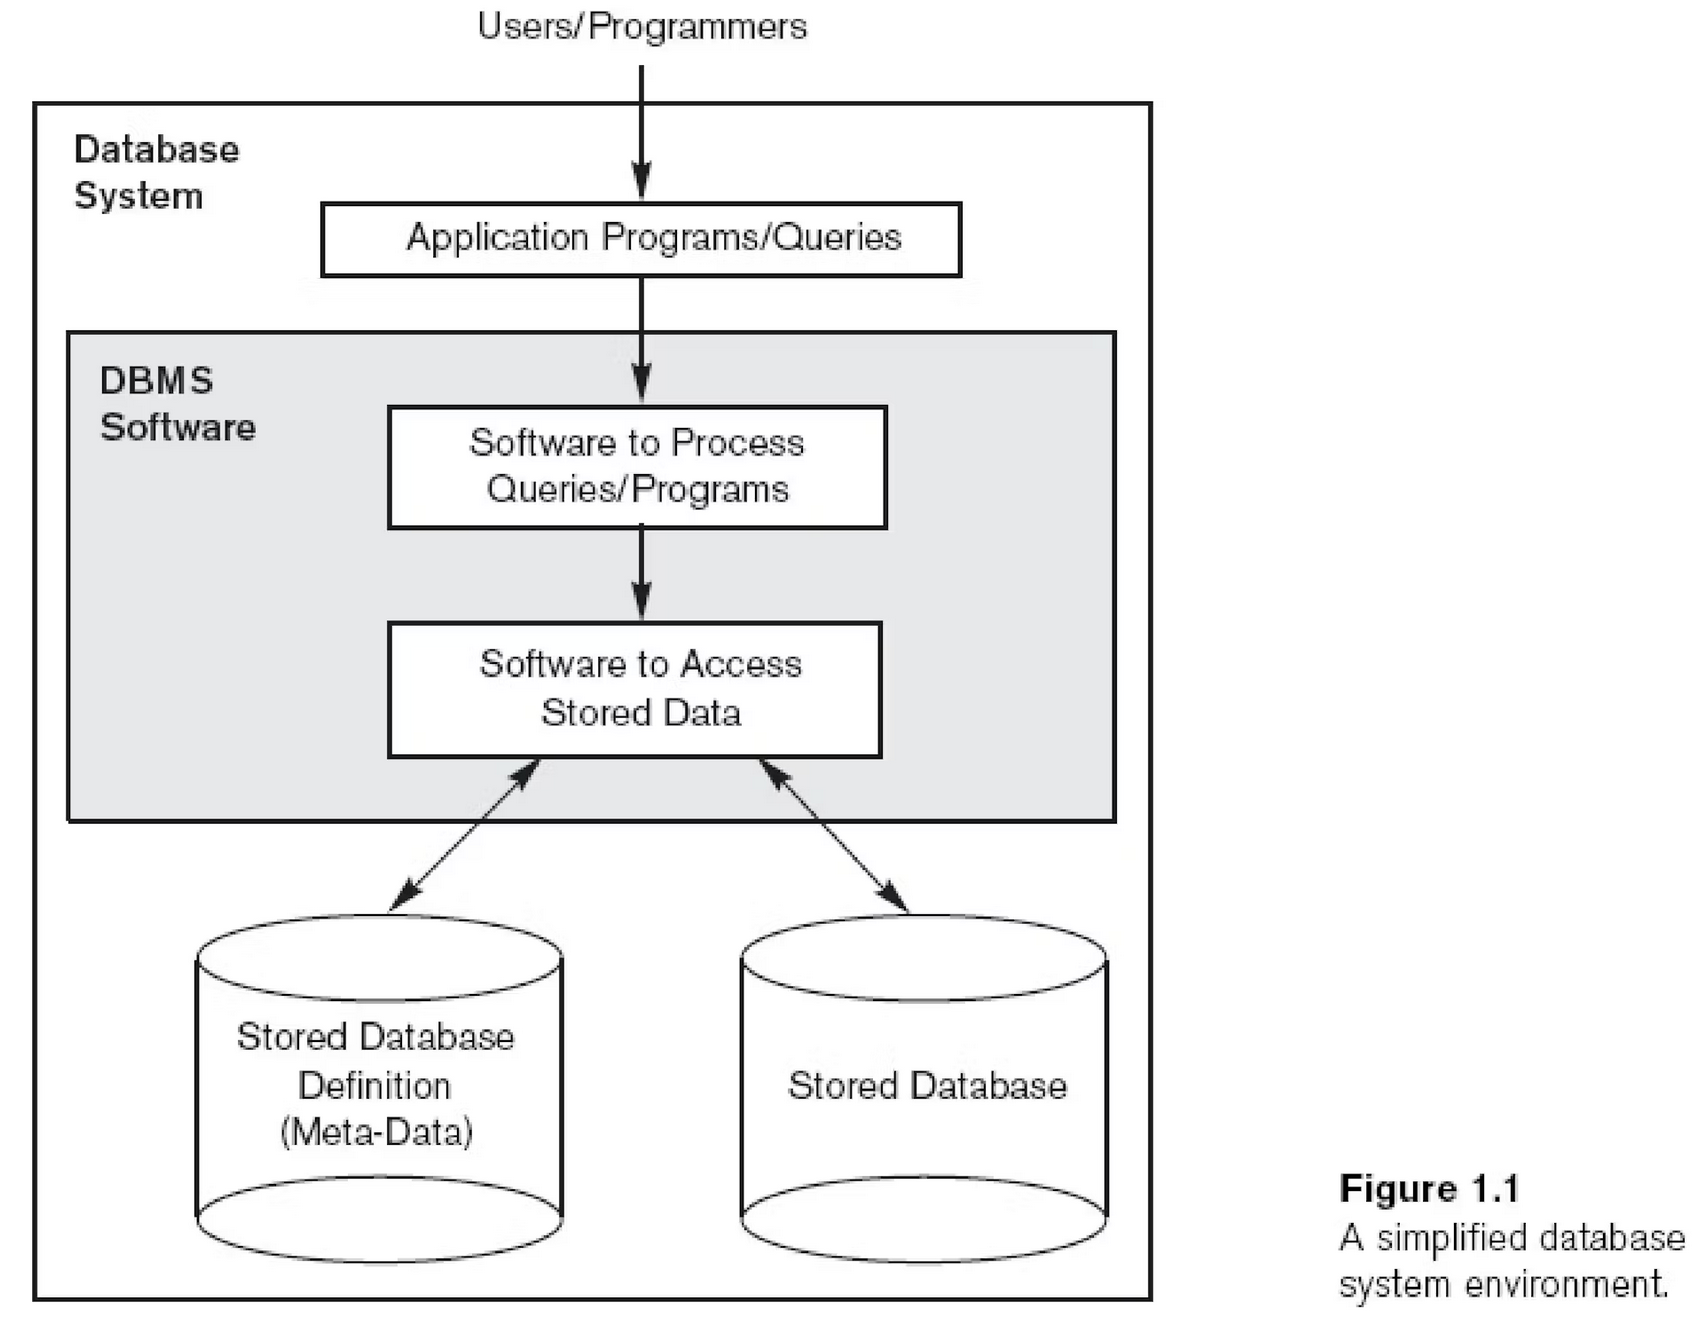 Users/Programmers
Database
System
Application Programs/Queries
DBMS
Software
Software to Process
Queries/Programs
Software to Access
Stored Data
Stored Database
Definition
(Meta-Data)
Stored Database
Figure 1.1
A simplified database
system environment.